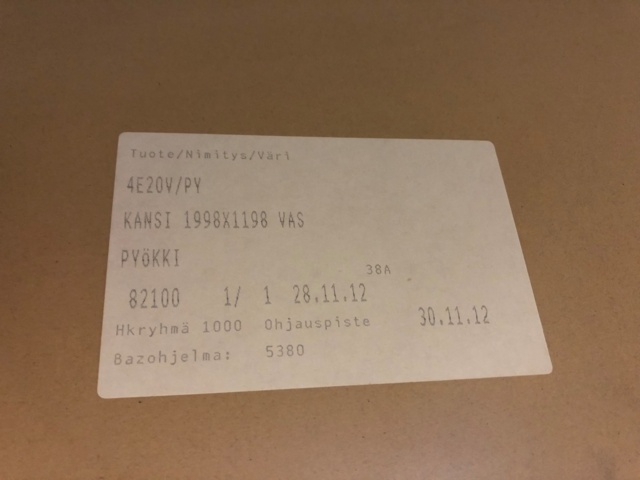 Tuote/Nimitys/Väri
4E20V/PY
KANSI 1998X1198 VAS
PYöKKI
38A
82100 1/ 1 28.11.12
Hkryhmä 1000 Ohjauspiste 30.11.12
Bazohjelma: 5380